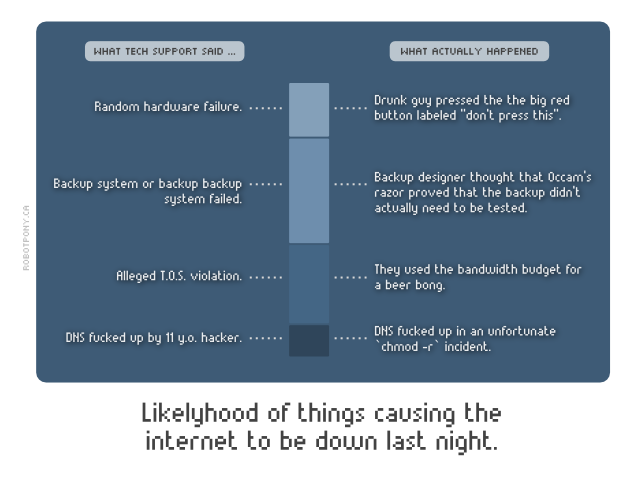 WHAT TECH SUPPORT SAID ...
WHAT ACTUALLY HAPPENED
Random hardware failure.
Drunk guy pressed the the big red
button labeled "don't press this".
Backup system or backup backup
system failed.
Backup designer thought that Occam's
razor proved that the backup didn't
actually need to be tested.
Alleged T.O.S. violation.
They used the bandwidth budget for
a beer bong.
DNS fucked up by 11 y.o. hacker.
DNS fucked up in an unfortunate
`chmod -r` incident.
ROBOTPONY.CA
Likelyhood of things causing the
internet to be down last night.